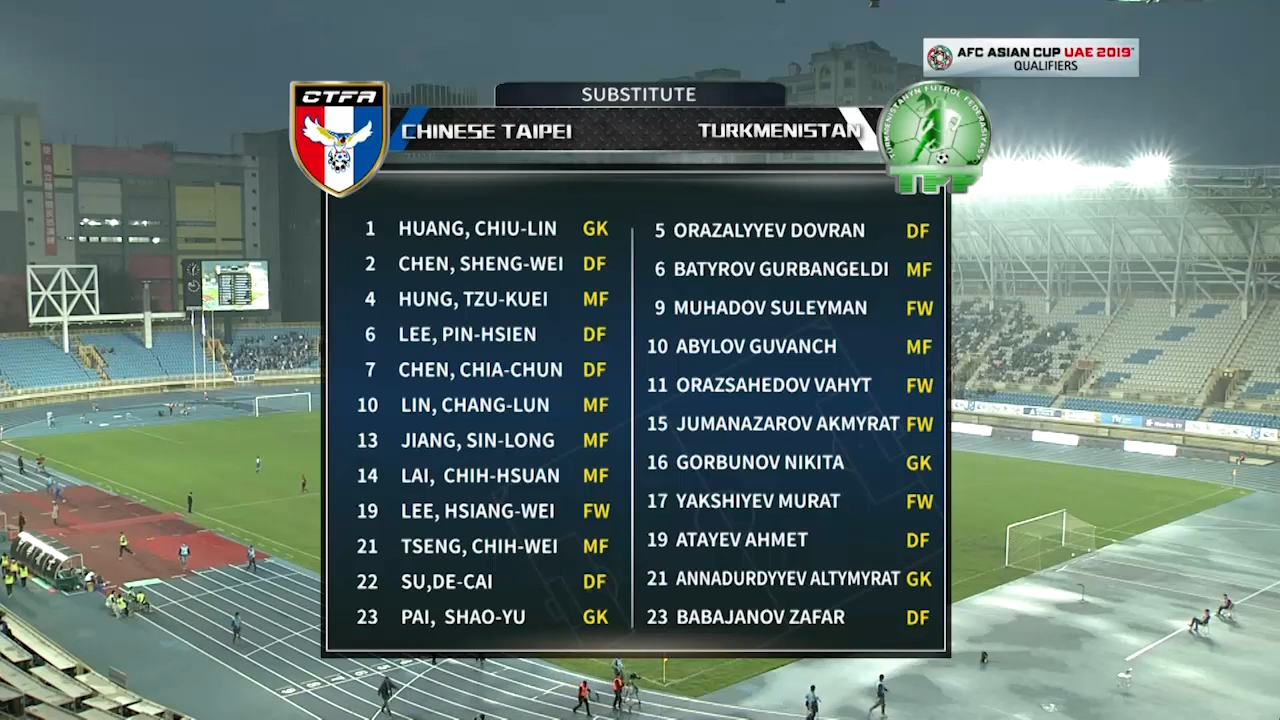 AFC ASIAN CUP UAE 2019
QUALIFIERS
SUBSTITUTE
CTFA
CHINESE TAIPEI
TURKMENISTAN
TÜRKMENISTANYŇ FUTBOL FEDERASIÝASY
1 HUANG, CHIU-LIN GK
2 CHEN, SHENG-WEI DF
4 HUNG, TZU-KUEI MF
6 LEE, PIN-HSIEN DF
7 CHEN, CHIA-CHUN DF
10 LIN, CHANG-LUN MF
13 JIANG, SIN-LONG MF
14 LAI, CHIH-HSUAN MF
19 LEE, HSIANG-WEI FW
21 TSENG, CHIH-WEI MF
22 SU,DE-CAI DF
23 PAI, SHAO-YU GK
5 ORAZALYYEV DOVRAN DF
6 BATYROV GURBANGELDI MF
9 MUHADOV SULEYMAN FW
10 ABYLOV GUVANCH MF
11 ORAZSAHEDOV VAHYT FW
15 JUMANAZAROV AKMYRAT FW
16 GORBUNOV NIKITA GK
17 YAKSHIYEV MURAT FW
19 ATAYEV AHMET DF
21 ANNADURDYYEV ALTYMYRAT GK
23 BABAJANOV ZAFAR DF